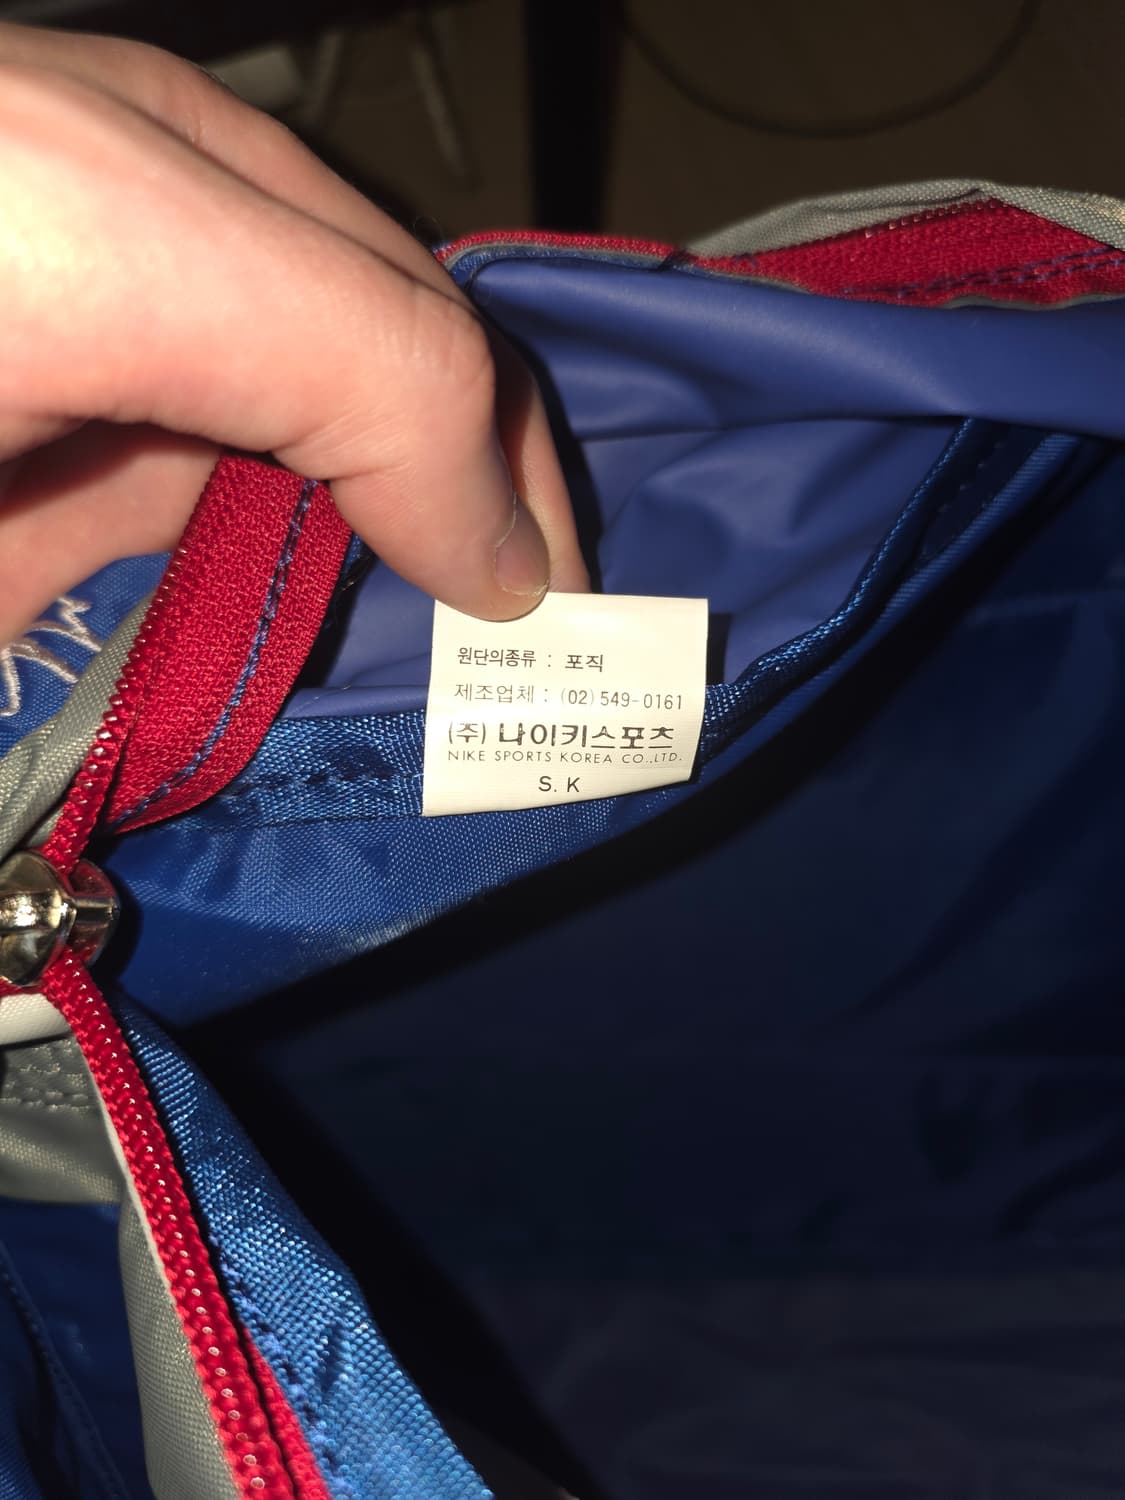 원단의종류 : 포직
제조업체 : (02) 549-0161
(주) 나이키스포츠
NIKE SPORTS KOREA CO.,LTD.
S. K